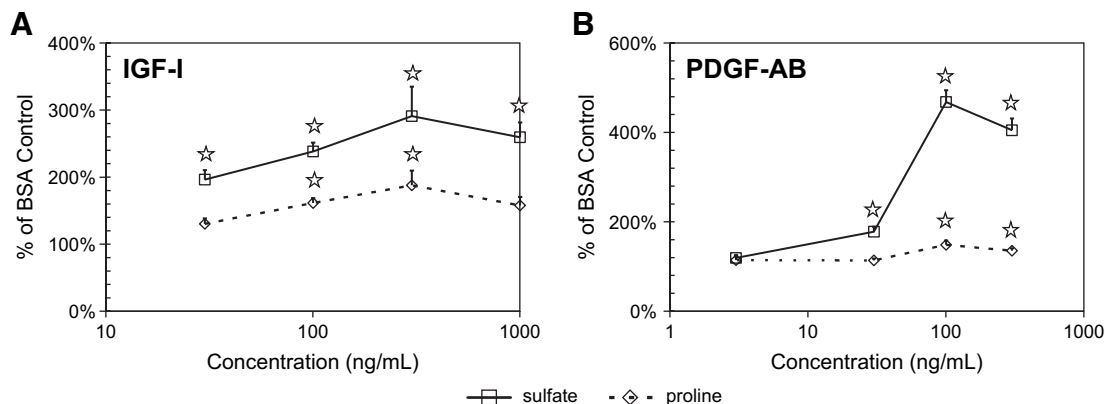 A
IGF-I
400%
300%
200%
100%
0%
% of BSA Control
10
100
1000
Concentration (ng/mL)
B
PDGF-AB
600%
400%
200%
0%
% of BSA Control
1
10
100
1000
Concentration (ng/mL)
sulfate
proline